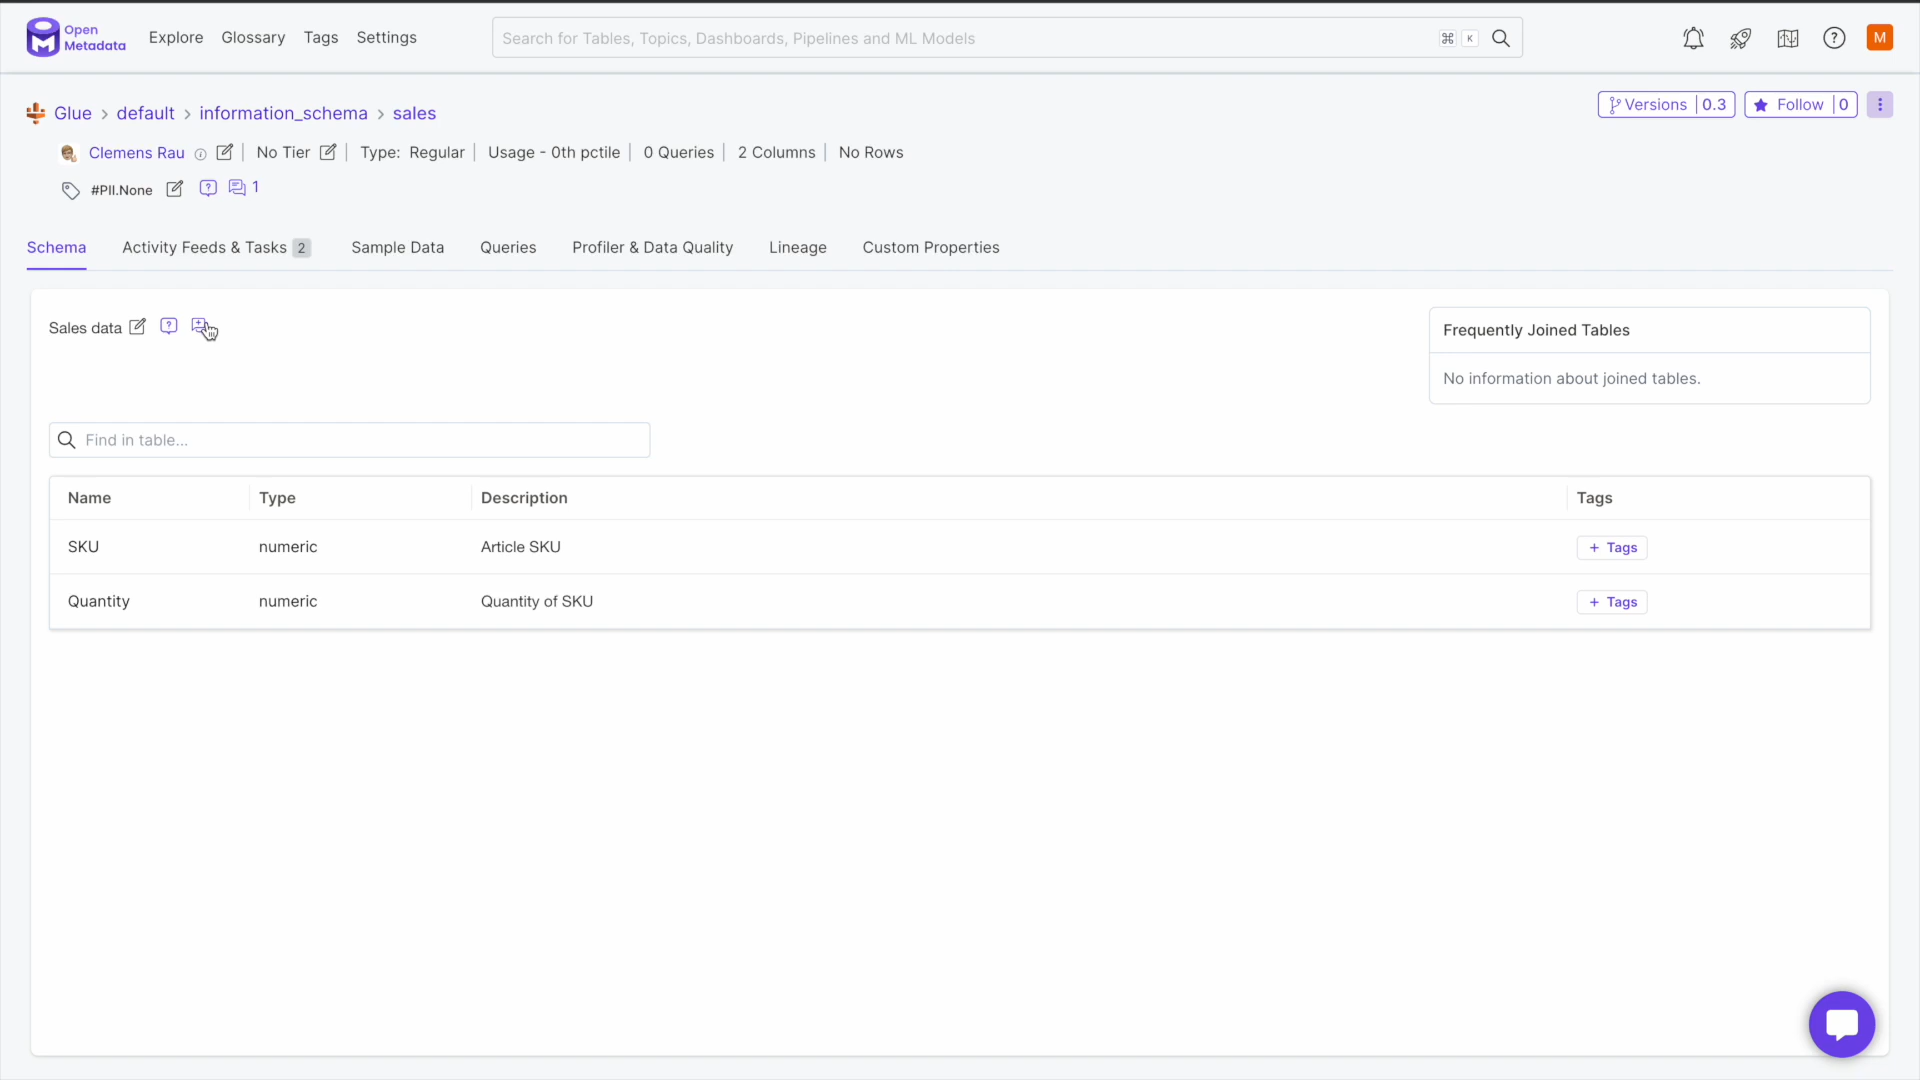 Open
Metadata
Explore Glossary Tags Settings
Search for Tables, Topics, Dashboards, Pipelines and ML Models
⌘ K
M
Glue > default > information_schema > sales
Versions | 0.3
Follow | 0
Clemens Rau | No Tier | Type: Regular | Usage - 0th pctile | 0 Queries | 2 Columns | No Rows
#PII.None 1
Schema Activity Feeds & Tasks 2 Sample Data Queries Profiler & Data Quality Lineage Custom Properties
Sales data
Frequently Joined Tables
No information about joined tables.
Find in table...
Name Type Description Tags
SKU numeric Article SKU + Tags
Quantity numeric Quantity of SKU + Tags